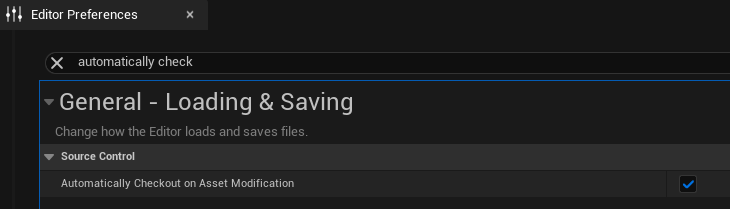 Editor Preferences
automatically check
General - Loading & Saving
Change how the Editor loads and saves files.
Source Control
Automatically Checkout on Asset Modification